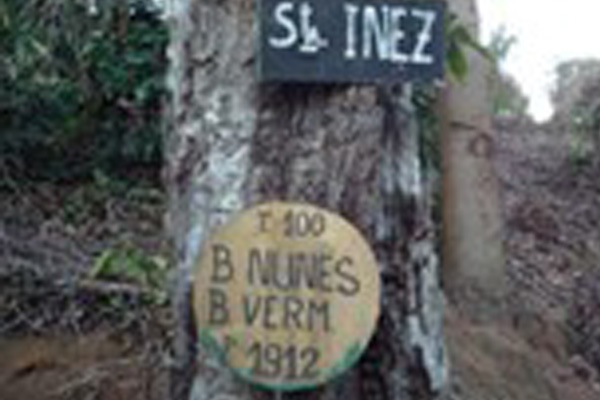 Sta INEZ
T 100
B NUNES
B VERM
1912